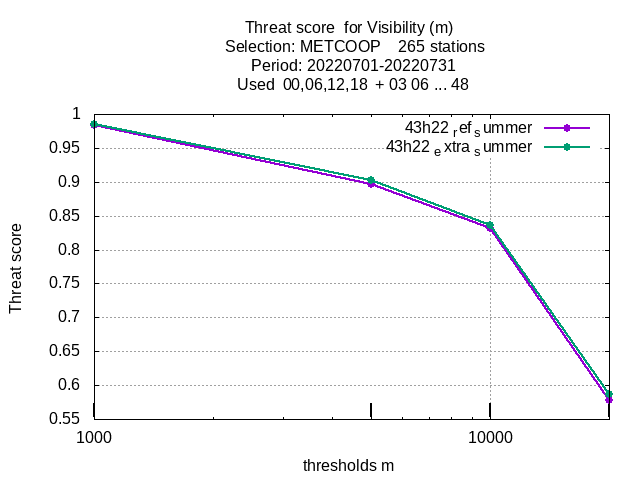 Threat score  for Visibility (m)
Selection: METCOOP    265 stations
Period: 20220701-20220731
Used  00,06,12,18  + 03 06 ... 48
43h22 ref summer
43h22 extra summer
1
0.95
0.9
0.85
0.8
0.75
0.7
0.65
0.6
0.55
Threat score
1000
10000
thresholds m